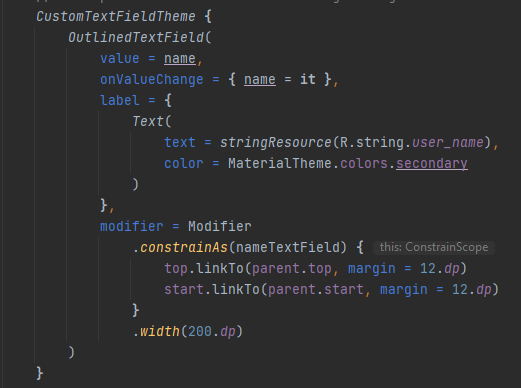 CustomTextFieldTheme {
OutlinedTextField(
value = name,
onValueChange = { name = it },
label = {
Text(
text = stringResource(R.string.user_name),
color = MaterialTheme.colors.secondary
)
},
modifier = Modifier
.constrainAs(nameTextField) { this: ConstrainScope
top.linkTo(parent.top, margin = 12.dp)
start.linkTo(parent.start, margin = 12.dp)
}
.width(200.dp)
)
}